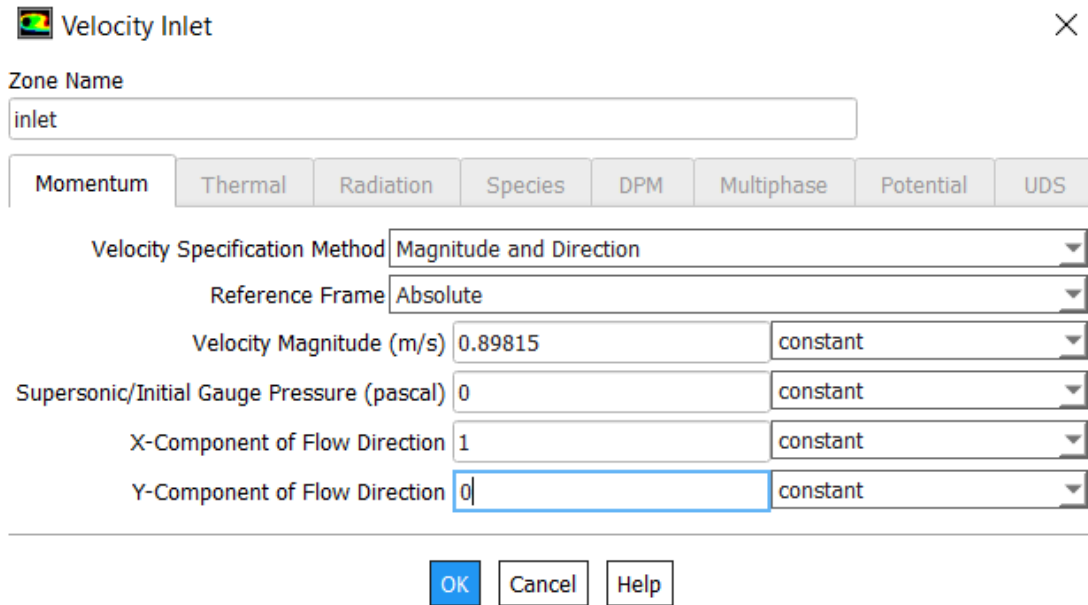 Velocity Inlet
Zone Name
inlet
Momentum Thermal Radiation Species DPM Multiphase Potential UDS
Velocity Specification Method Magnitude and Direction
Reference Frame Absolute
Velocity Magnitude (m/s) 0.89815 constant
Supersonic/Initial Gauge Pressure (pascal) 0 constant
X-Component of Flow Direction 1 constant
Y-Component of Flow Direction 0 constant
OK Cancel Help